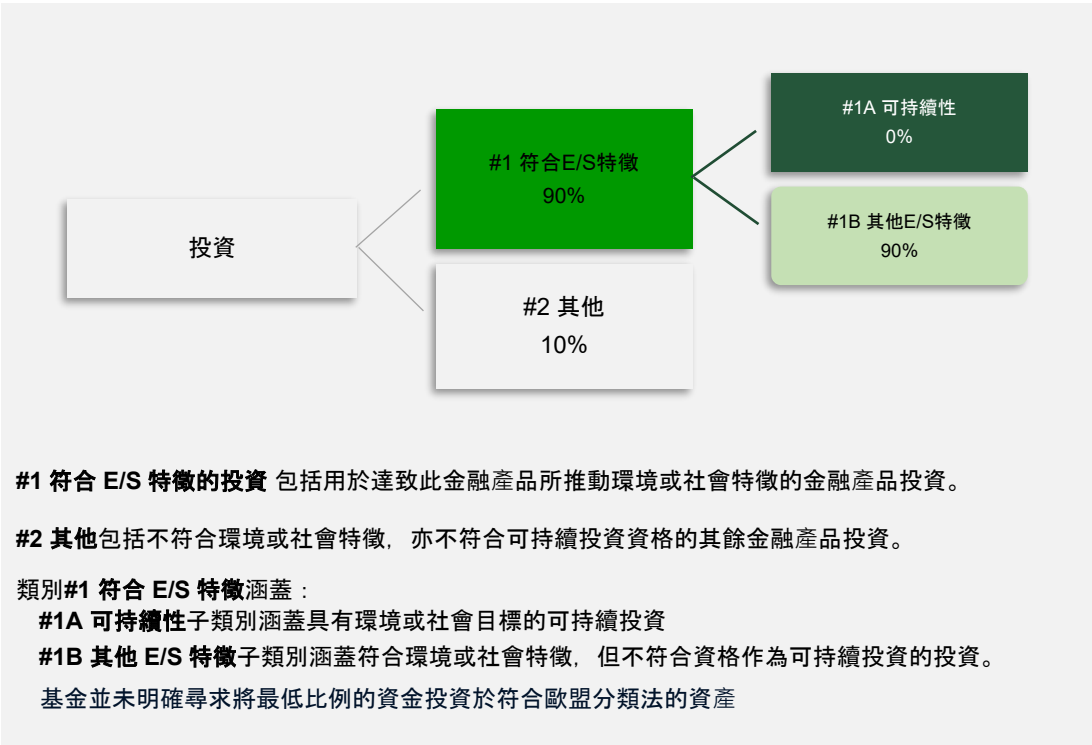 #1A 可持續性
0%
#1 符合E/S特徵
90%
#1B 其他E/S特徵
90%
投資
#2 其他
10%
#1 符合 E/S 特徵的投資 包括用於達致此金融產品所推動環境或社會特徵的金融產品投資。
#2 其他包括不符合環境或社會特徵，亦不符合可持續投資資格的其餘金融產品投資。
類別#1 符合 E/S 特徵涵蓋：
#1A 可持續性子類別涵蓋具有環境或社會目標的可持續投資
#1B 其他 E/S 特徵子類別涵蓋符合環境或社會特徵，但不符合資格作為可持續投資的投資。
基金並未明確尋求將最低比例的資金投資於符合歐盟分類法的資產